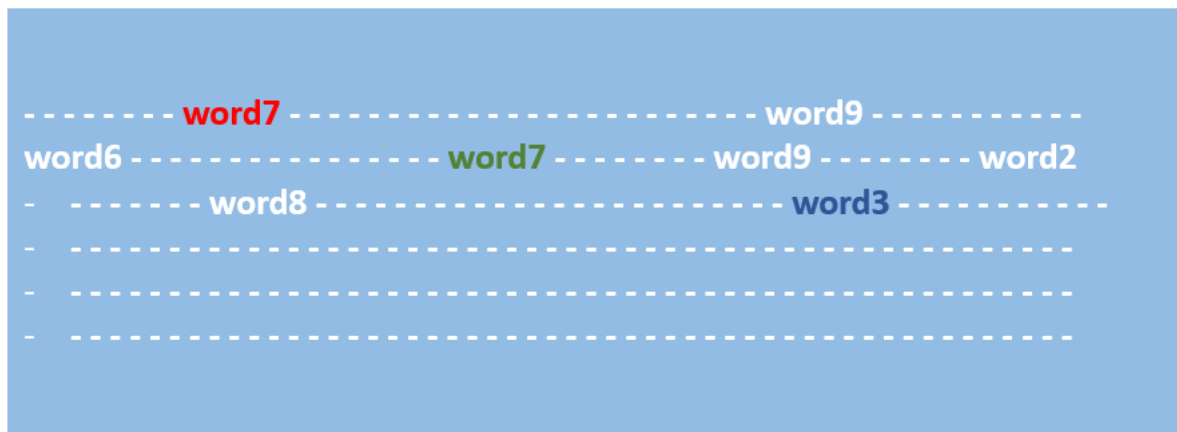 - - - - - - - - word7 - - - - - - - - - - - - - - - - - - - - - - - - word9 - - - - - - - - - - -
word6 - - - - - - - - - - - - - - - - word7 - - - - - - - - word9 - - - - - - - - word2
- - - - - - - - word8 - - - - - - - - - - - - - - - - - - - - - - - - word3 - - - - - - - - - - -
- - - - - - - - - - - - - - - - - - - - - - - - - - - - - - - - - - - - - - - - - - - - - - - - - - - -
- - - - - - - - - - - - - - - - - - - - - - - - - - - - - - - - - - - - - - - - - - - - - - - - - - - -
- - - - - - - - - - - - - - - - - - - - - - - - - - - - - - - - - - - - - - - - - - - - - - - - - - - -